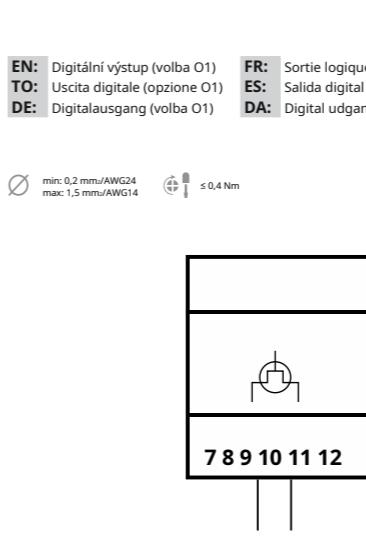 EN: Digitální výstup (volba O1)
TO: Uscita digitale (opzione O1)
DE: Digitalausgang (volba O1)
FR: Sortie logique
ES: Salida digital
DA: Digital udgan
min: 0,2 mm₂/AWG24
max: 1,5 mm₂/AWG14
≤ 0,4 Nm
7 8 9 10 11 12